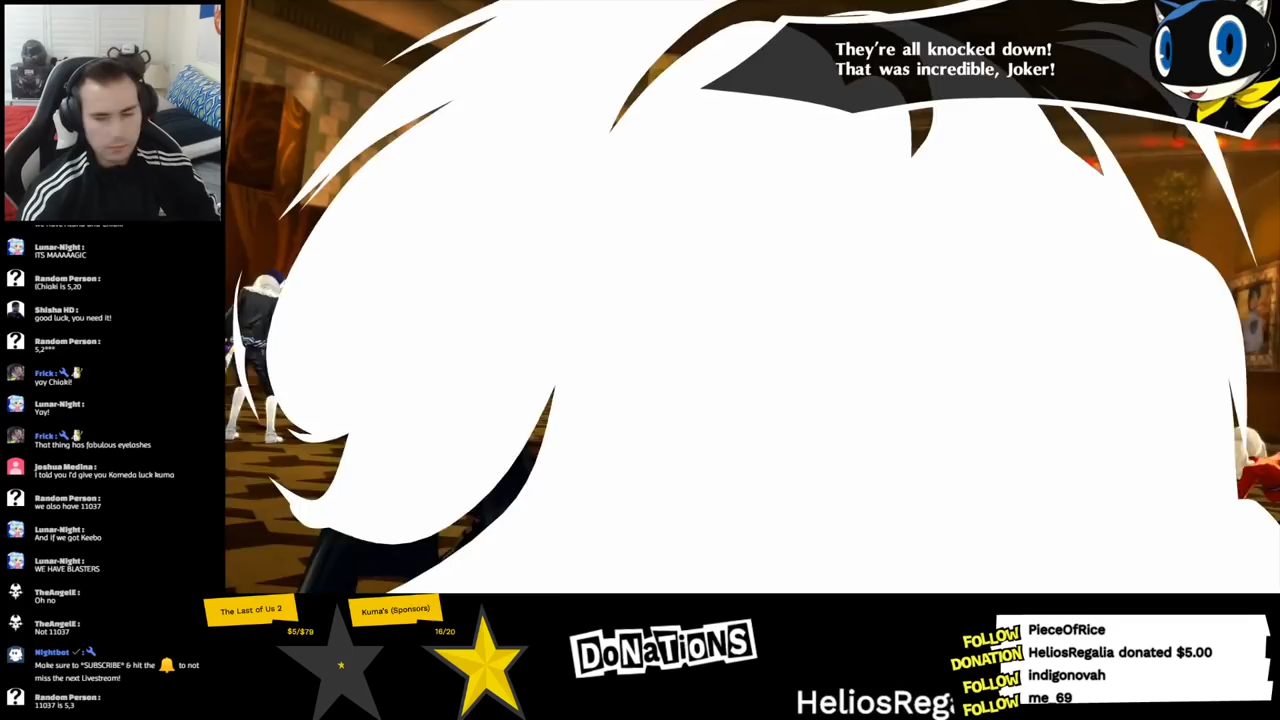 They're all knocked down!
That was incredible, Joker!
Lunar-Night :
ITS MAAAAAGIC
Random Person :
(Chiaki is 5,20
Shisha HD :
good luck, you need it!
Random Person :
5,2***
Frick :
yay Chiaki!
Lunar-Night :
Yay!
Frick :
That thing has fabulous eyelashes
Joshua Medina :
I told you I'd give you Komeda luck kuma
Random Person :
we also have 11037
Lunar-Night :
And if we got Keebo
Lunar-Night :
WE HAVE BLASTERS
TheAngelE :
Oh no
TheAngelE :
Not 11037
Nightbot :
Make sure to *SUBSCRIBE* & hit the to not
miss the next Livestream!
Random Person :
11037 is 5,3
The Last of Us 2
$5/$79
Kuma's (Sponsors)
16/20
DONATIONS
HeliosRega
FOLLOW PieceOfRice
DONATION HeliosRegalia donated $5.00
FOLLOW indigonovah
FOLLOW me 69